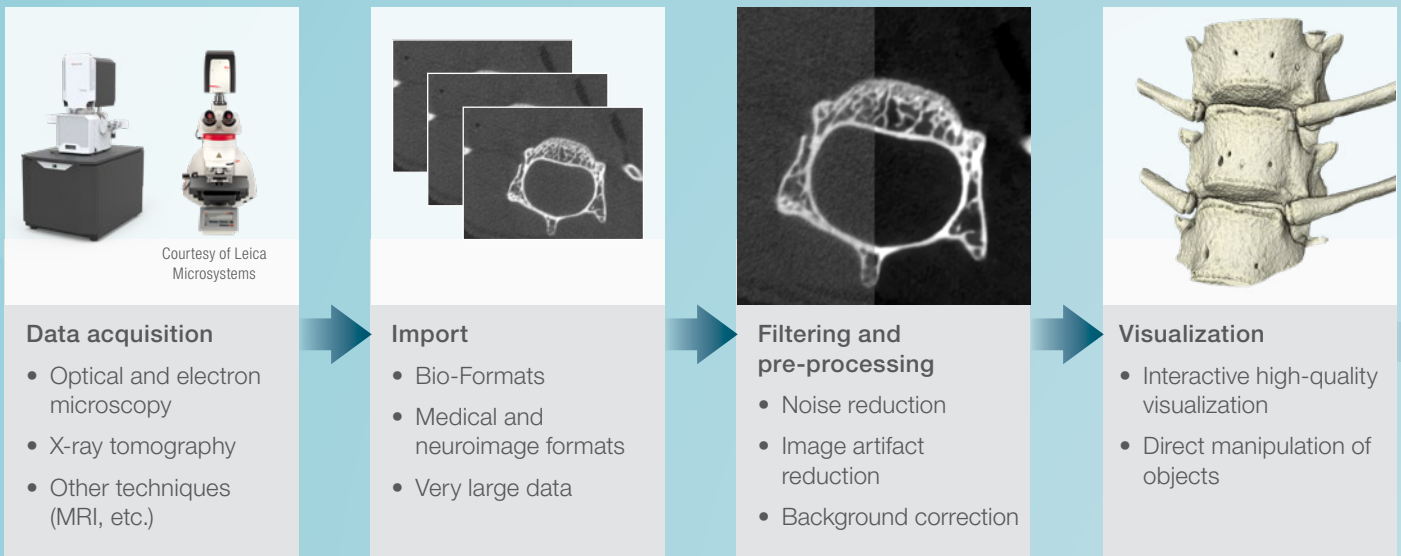 Courtesy of Leica
Microsystems
Data acquisition
• Optical and electron
microscopy
• X-ray tomography
• Other techniques
(MRI, etc.)
Import
• Bio-Formats
• Medical and
neuroimage formats
• Very large data
Filtering and
pre-processing
• Noise reduction
• Image artifact
reduction
• Background correction
Visualization
• Interactive high-quality
visualization
• Direct manipulation of
objects